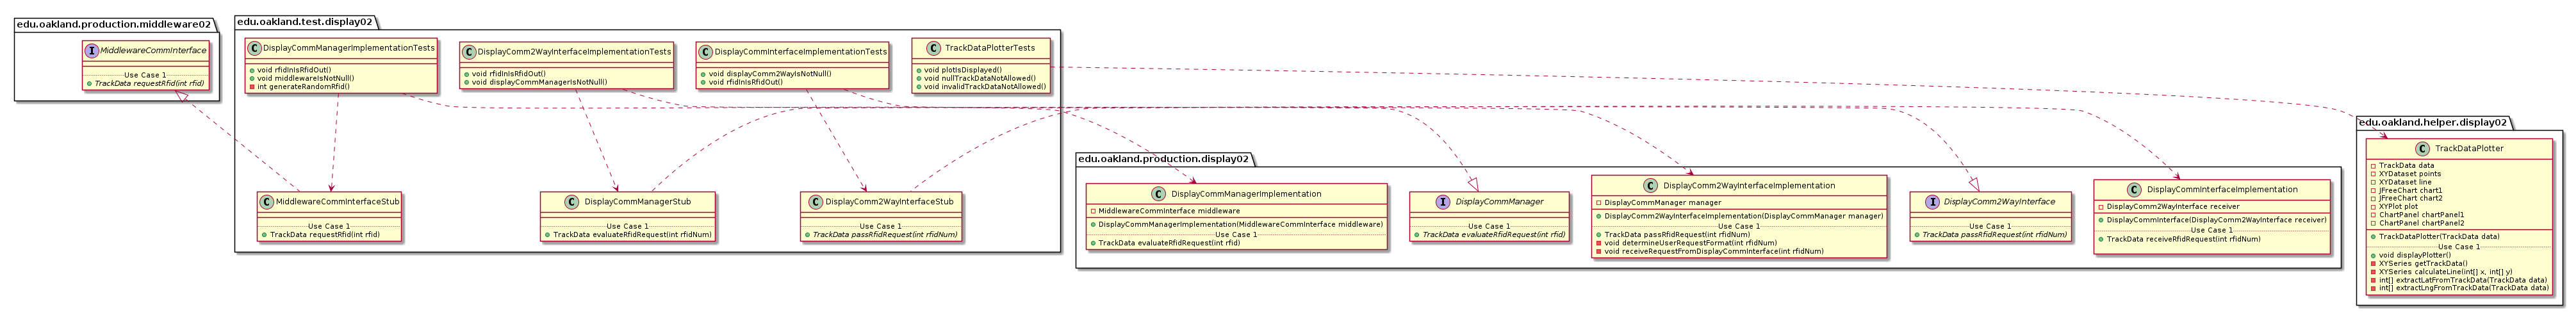 edu.oakland.production.middleware02
I MiddlewareCommInterface
Use Case 1
TrackData requestRfid(int rfid)
edu.oakland.test.display02
C DisplayCommManagerImplementationTests
void rfidInIsRfidOut()
void middlewareIsNotNull()
int generateRandomRfid()
C DisplayComm2WayInterfaceImplementationTests
void rfidInIsRfidOut()
void displayCommManagerIsNotNull()
C DisplayCommInterfaceImplementationTests
void displayComm2WayIsNotNull()
void rfidInIsRfidOut()
C TrackDataPlotterTests
void plotIsDisplayed()
void nullTrackDataNotAllowed()
void invalidTrackDataNotAllowed()
C MiddlewareCommInterfaceStub
Use Case 1
TrackData requestRfid(int rfid)
C DisplayCommManagerStub
Use Case 1
TrackData evaluateRfidRequest(int rfidNum)
C DisplayComm2WayInterfaceStub
Use Case 1
TrackData passRfidRequest(int rfidNum)
edu.oakland.production.display02
C DisplayCommManagerImplementation
MiddlewareCommInterface middleware
DisplayCommManagerImplementation(MiddlewareCommInterface middleware)
Use Case 1
TrackData evaluateRfidRequest(int rfid)
I DisplayCommManager
Use Case 1
TrackData evaluateRfidRequest(int rfid)
C DisplayComm2WayInterfaceImplementation
DisplayCommManager manager
DisplayComm2WayInterfaceImplementation(DisplayCommManager manager)
Use Case 1
TrackData passRfidRequest(int rfidNum)
void determineUserRequestFormat(int rfidNum)
void receiveRequestFromDisplayCommInterface(int rfidNum)
I DisplayComm2WayInterface
Use Case 1
TrackData passRfidRequest(int rfidNum)
C DisplayCommInterfaceImplementation
DisplayComm2WayInterface receiver
DisplayCommInterface(DisplayComm2WayInterface receiver)
Use Case 1
TrackData receiveRfidRequest(int rfidNum)
edu.oakland.helper.display02
C TrackDataPlotter
TrackData data
XYDataset points
XYDataset line
JFreeChart chart1
JFreeChart chart2
XYPlot plot
ChartPanel chartPanel1
ChartPanel chartPanel2
TrackDataPlotter(TrackData data)
Use Case 1
void displayPlotter()
XYSeries getTrackData()
XYSeries calculateLine(int[] x, int[] y)
int[] extractLatFromTrackData(TrackData data)
int[] extractLngFromTrackData(TrackData data)